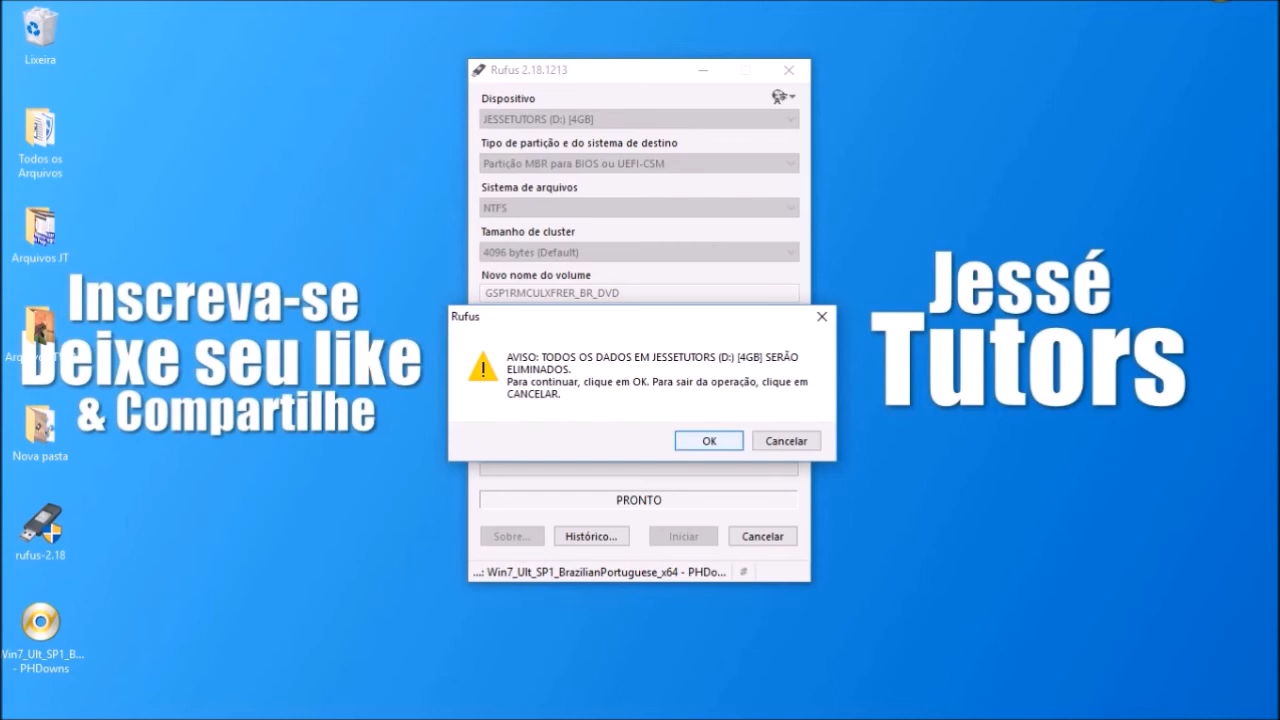 Lixeira
Todos os
Arquivos
Arquivos JT
Nova pasta
rufus-2.18
Win7_Ult_SP1_B...
- PHDowns
Inscreva-se
Deixe seu like
& Compartilhe
Rufus 2.18.1213
Dispositivo
JESSETUTORS (D:) [4GB]
Tipo de partição e do sistema de destino
Partição MBR para BIOS ou UEFI-CSM
Sistema de arquivos
NTFS
Tamanho de cluster
4096 bytes (Default)
Novo nome do volume
GSP1RMCULXFRER_BR_DVD
Rufus
AVISO: TODOS OS DADOS EM JESSETUTORS (D:) [4GB] SERÃO
ELIMINADOS.
Para continuar, clique em OK. Para sair da operação, clique em
CANCELAR.
OK
Cancelar
PRONTO
Sobre...
Histórico...
Iniciar
Cancelar
...: Win7_Ult_SP1_BrazilianPortuguese_x64 - PHDo...
#
Jessé
Tutors